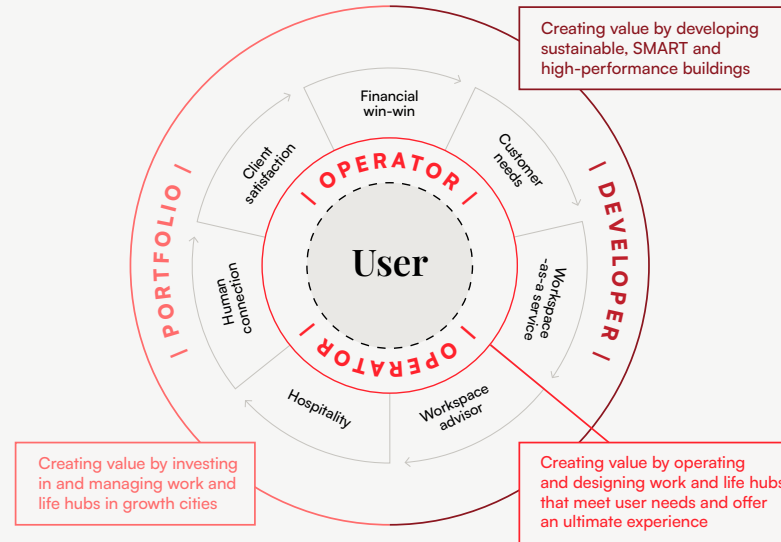 Creating value by developing
sustainable, SMART and
high-performance buildings
Financial
win-win
Customer
needs
Workspace
-as-a service
Workspace
advisor
Hospitality
Human
connection
Client
satisfaction
| OPERATOR |
User
| OPERATOR |
| PORTFOLIO |
| DEVELOPER |
Creating value by investing
in and managing work and
life hubs in growth cities
Creating value by operating
and designing work and life hubs
that meet user needs and offer
an ultimate experience